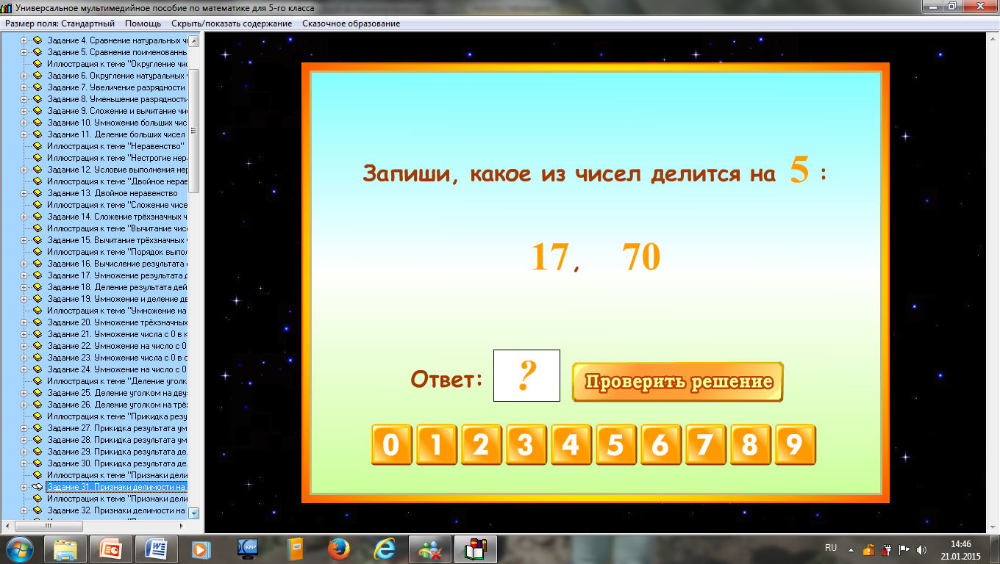 Универсальное мультимедийное пособие по математике для 5-го класса
Размер поля: Стандартный Помощь Скрыть/показать содержание Сказочное образование
Задание 4. Сравнение натуральных ч
Задание 5. Сравнение поименованнь
Иллюстрация к теме "Округление чис
Задание 6. Округление натуральных ч
Задание 7. Увеличение разрядности
Задание 8. Уменьшение разрядности
Задание 9. Сложение и вычитание чи
Задание 10. Умножение больших чис
Задание 11. Деление больших чисел
Иллюстрация к теме "Неравенство"
Иллюстрация к теме "Нестрогие нера
Задание 12. Условие выполнения нер
Иллюстрация к теме "Двойное нерав
Задание 13. Двойное неравенство
Иллюстрация к теме "Сложение чисе
Задание 14. Сложение трёхзначных ч
Иллюстрация к теме "Вычитание чис
Задание 15. Вычитание трёхзначных ч
Иллюстрация к теме "Порядок выпол
Задание 16. Вычисление результата
Задание 17. Умножение результата д
Задание 18. Деление результата дей
Задание 19. Умножение и деление дв
Иллюстрация к теме "Умножение на
Задание 20. Умножение трёхзначных
Задание 21. Умножение числа с 0 в к
Задание 22. Умножение на число с 0
Задание 23. Умножение числа с 0 в с
Задание 24. Умножение на число с 0
Иллюстрация к теме "Деление уголк
Задание 25. Деление уголком на дву
Задание 26. Деление уголком на трё
Иллюстрация к теме "Прикидка резу
Задание 27. Прикидка результата ум
Задание 28. Прикидка результата ум
Задание 29. Прикидка результата де
Задание 30. Прикидка результата де
Иллюстрация к теме "Признаки дели
Задание 31. Признаки делимости на
Иллюстрация к теме "Признаки дели
Задание 32. Признаки делимости на
Запиши, какое из чисел делится на 5 :
17, 70
Ответ: ? Проверить решение
0 1 2 3 4 5 6 7 8 9
RU 14:46
21.01.2015